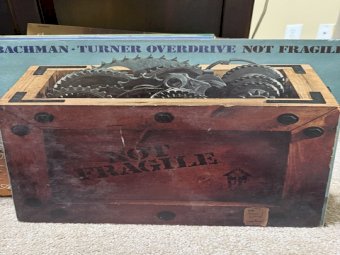 BACHMAN · TURNER OVERDRIVE NOT FRAGILE
NOT
FRAGILE